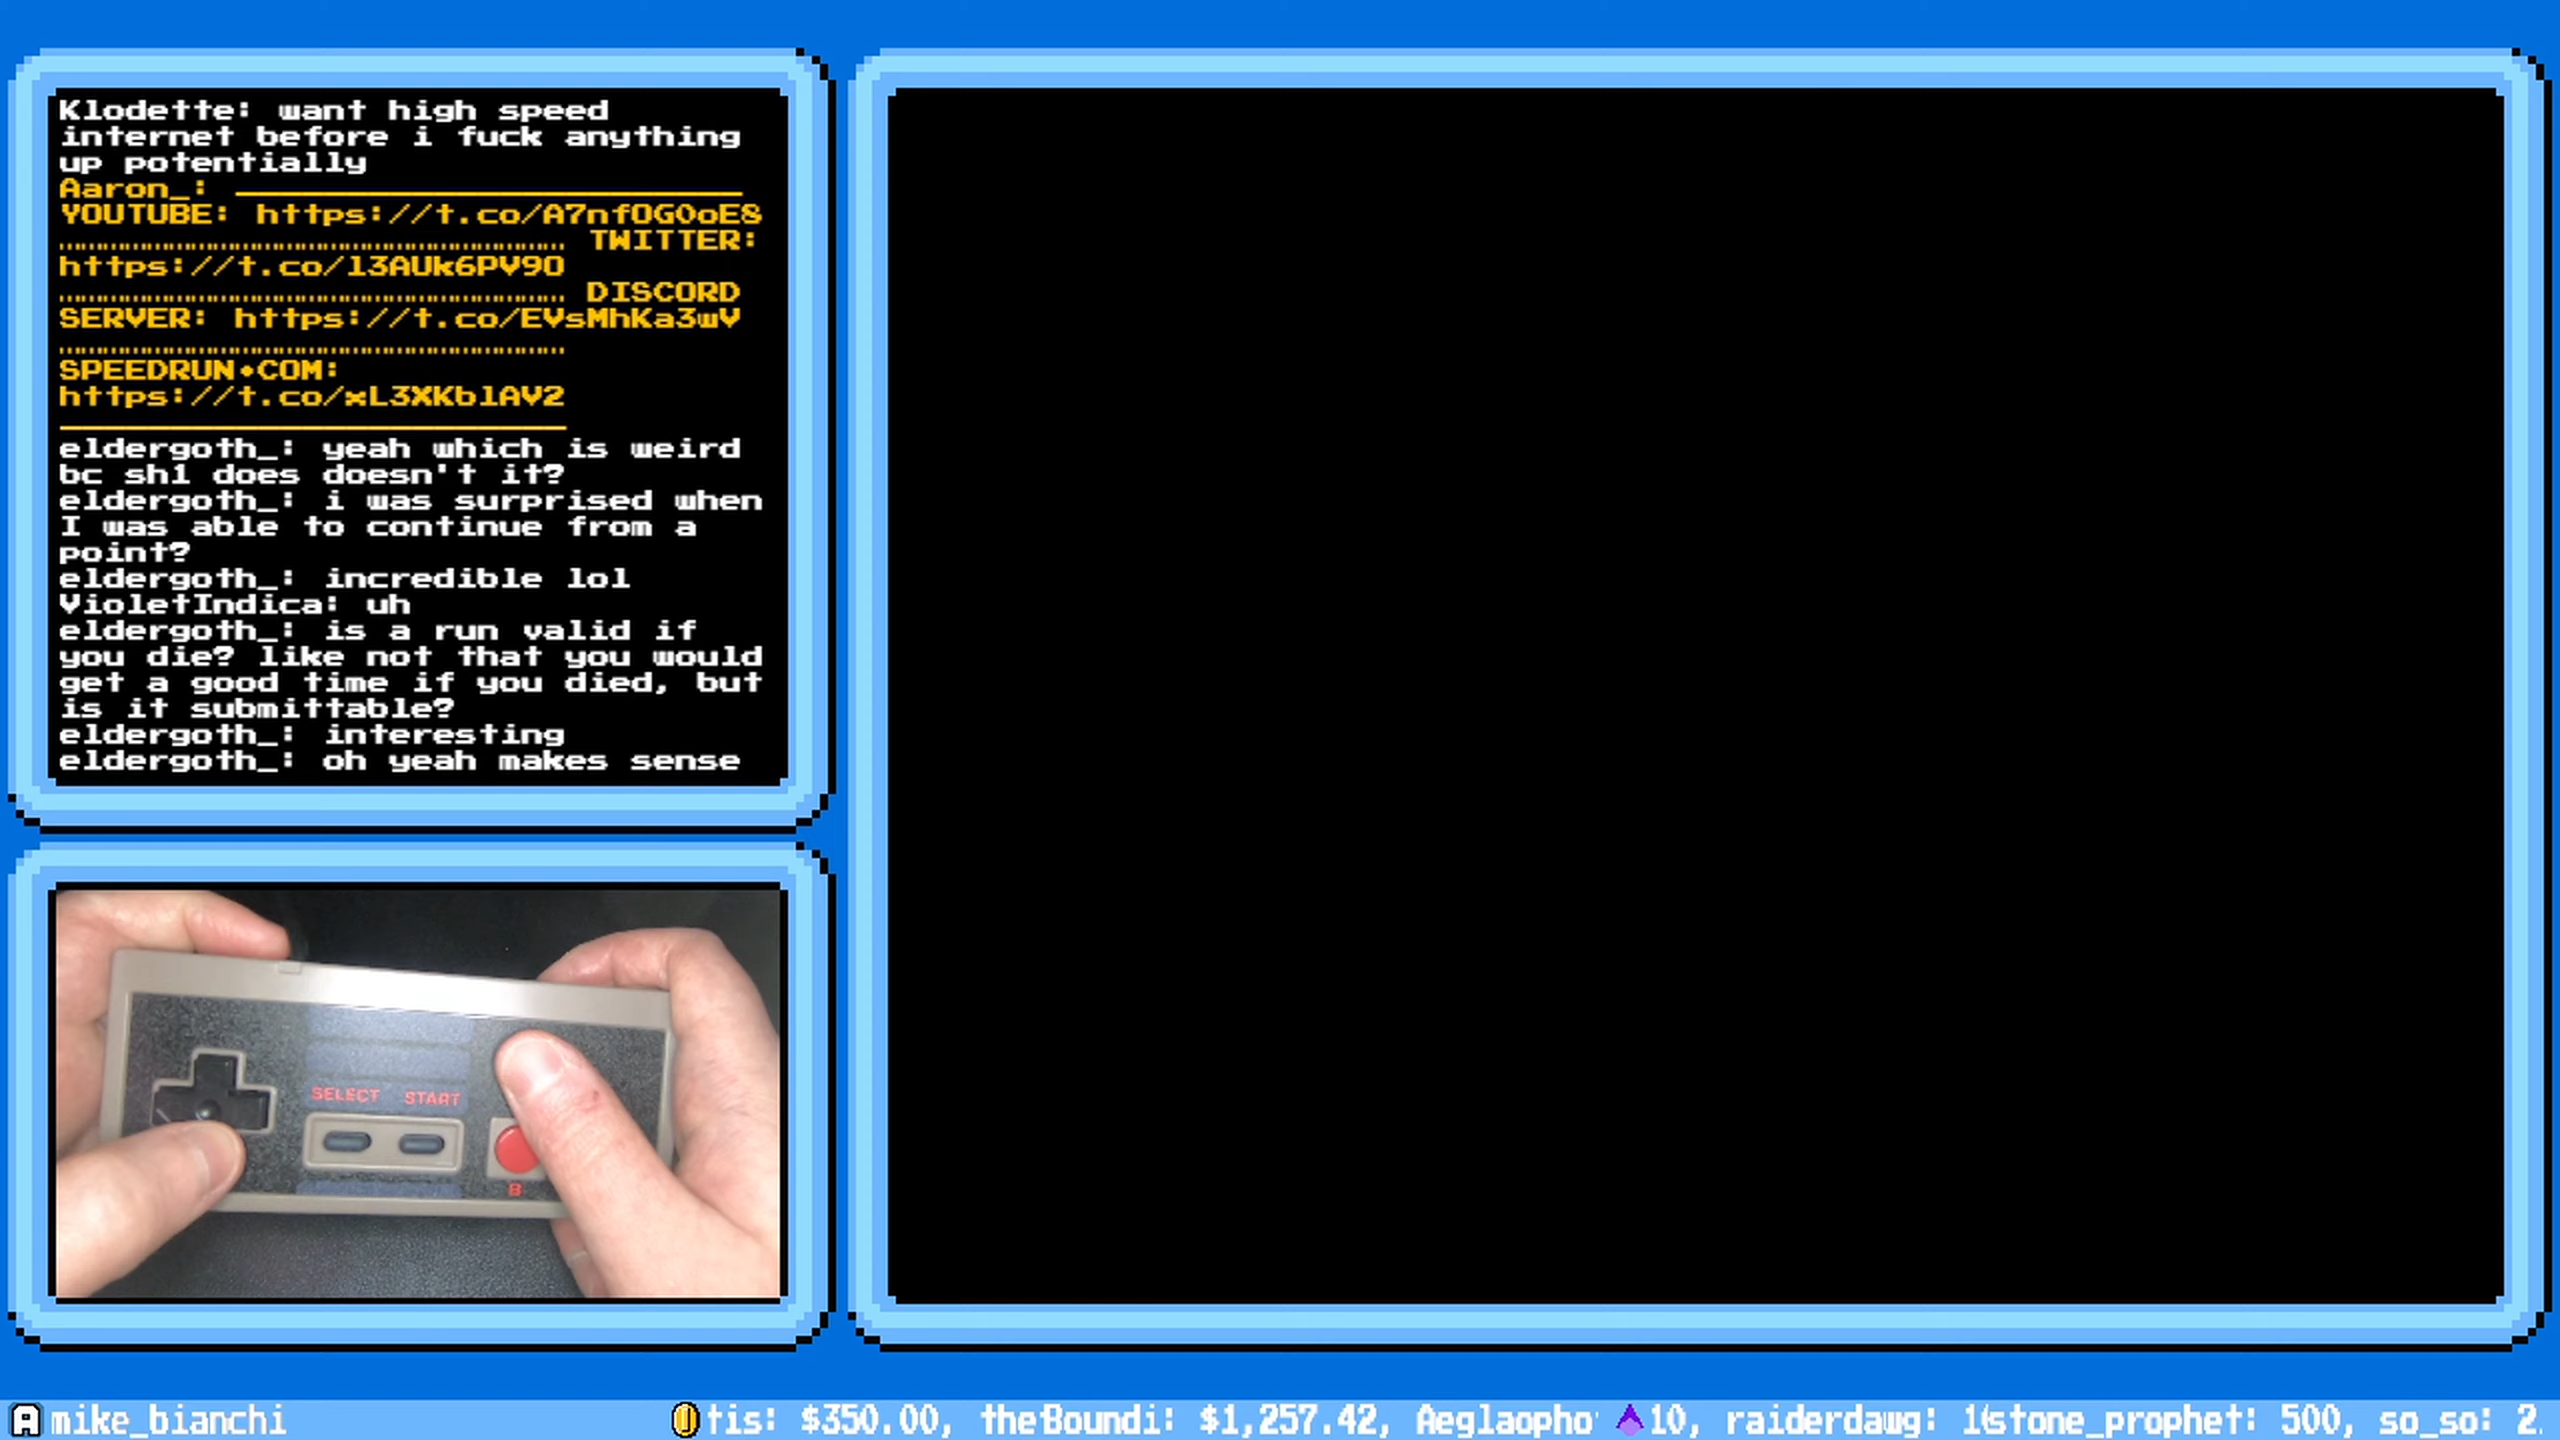 Klodette: want high speed
internet before i fuck anything
up potentially
Aaron_:
YOUTUBE: https://t.co/A7nfOG0oE8
TWITTER:
https://t.co/l3AUk6PV90
DISCORD
SERVER: https://t.co/EVsMhKa3wV
SPEEDRUN•COM:
https://t.co/xL3XKblAV2
eldergoth_: yeah which is weird
bc sh1 does doesn't it?
eldergoth_: i was surprised when
I was able to continue from a
point?
eldergoth_: incredible lol
VioletIndica: uh
eldergoth_: is a run valid if
you die? like not that you would
get a good time if you died, but
is it submittable?
eldergoth_: interesting
eldergoth_: oh yeah makes sense
SELECT START
B
A mike_bianchi
tis: $350.00, theBoundi: $1,257.42, Aeglaopho
10, raiderdawg: 1
stone_prophet: 500, so_so: 2